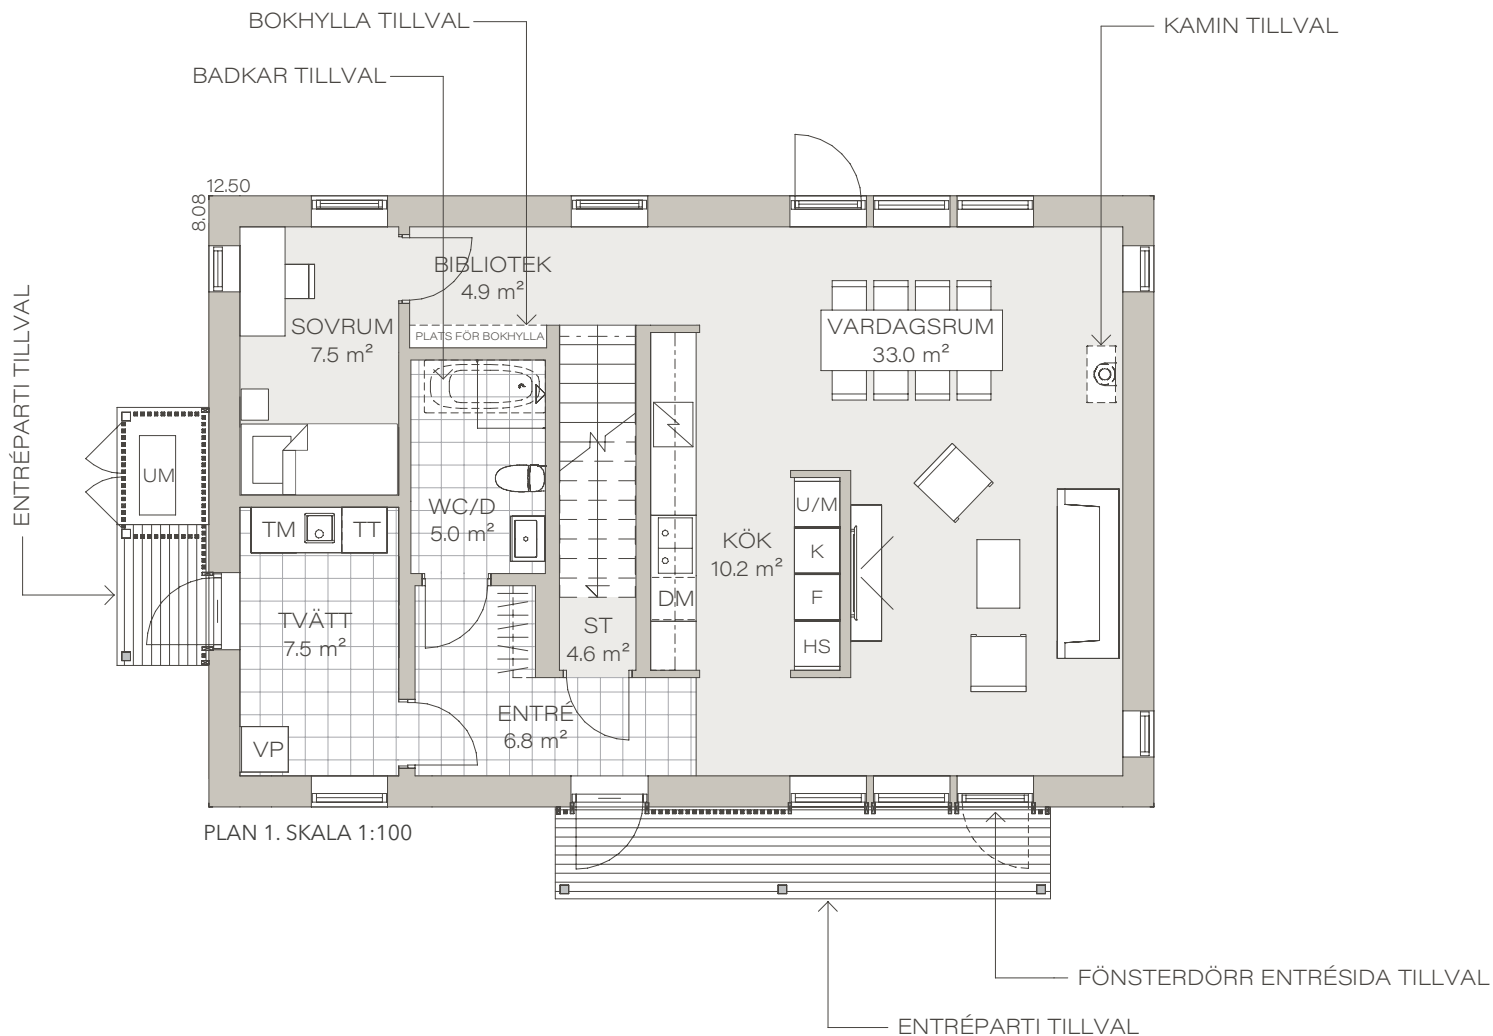 BOKHYLLA TILLVAL
KAMIN TILLVAL
BADKAR TILLVAL
12.50
8.08
BIBLIOTEK
4.9 m²
SOVRUM
7.5 m²
PLATS FÖR BOKHYLLA
VARDAGSRUM
33.0 m²
ENTRÉPARTI TILLVAL
UM
TM
TT
WC/D
5.0 m²
U/M
K
F
HS
KÖK
10.2 m²
DM
TVÄTT
7.5 m²
ST
4.6 m²
ENTRÉ
6.8 m²
VP
PLAN 1. SKALA 1:100
FÖNSTERDÖRR ENTRÉSIDA TILLVAL
ENTRÉPARTI TILLVAL